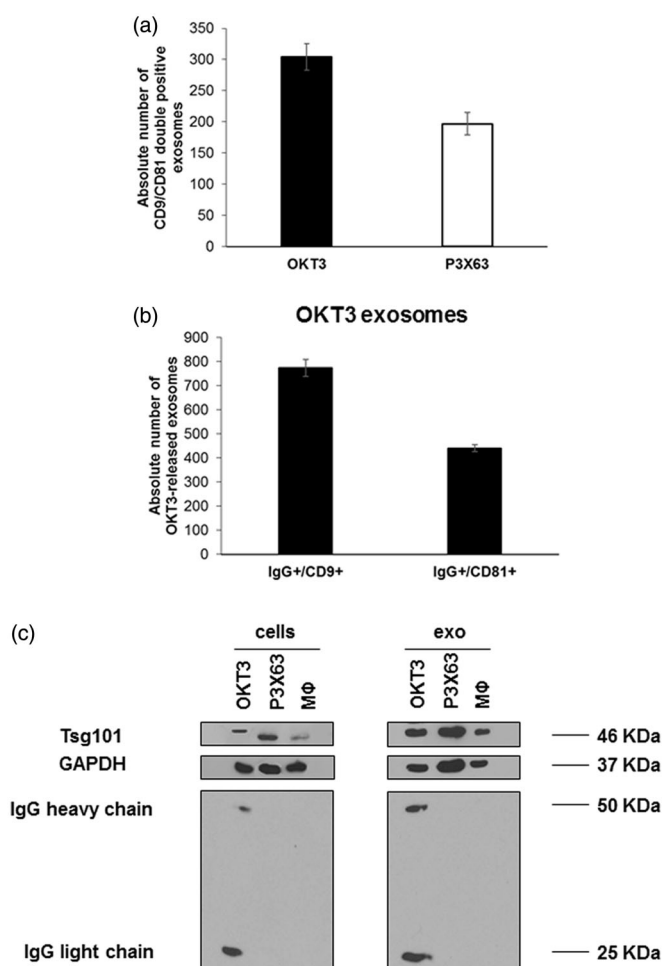 (a)
Absolute number of
CD9/CD81 double positive
exosomes
350
300
250
200
150
100
50
0
OKT3
P3X63
(b)
OKT3 exosomes
Absolute number of
OKT3-released exosomes
900
800
700
600
500
400
300
200
100
0
IgG+/CD9+
IgG+/CD81+
(c)
cells
exo
OKT3
P3X63
MΦ
OKT3
P3X63
MΦ
Tsg101
46 KDa
GAPDH
37 KDa
IgG heavy chain
50 KDa
IgG light chain
25 KDa